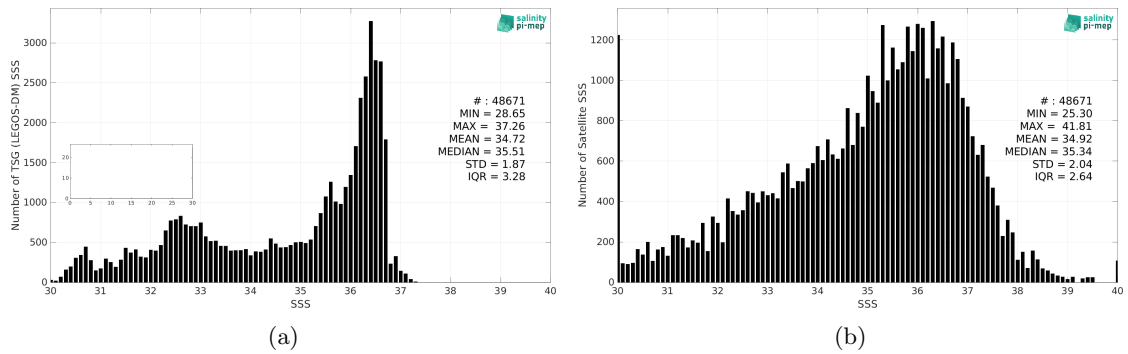 3000
2500
2000
1500
1000
500
0
Number of TSG (LEGOS-DM) SSS
salinity
pi-mep
# : 48671
MIN = 28.65
MAX = 37.26
MEAN = 34.72
MEDIAN = 35.51
STD = 1.87
IQR = 3.28
20
10
0
0 5 10 15 20 25 30
30 31 32 33 34 35 36 37 38 39 40
SSS
(a)
1200
1000
800
600
400
200
0
Number of Satellite SSS
salinity
pi-mep
# : 48671
MIN = 25.30
MAX = 41.81
MEAN = 34.92
MEDIAN = 35.34
STD = 2.04
IQR = 2.64
30 31 32 33 34 35 36 37 38 39 40
SSS
(b)